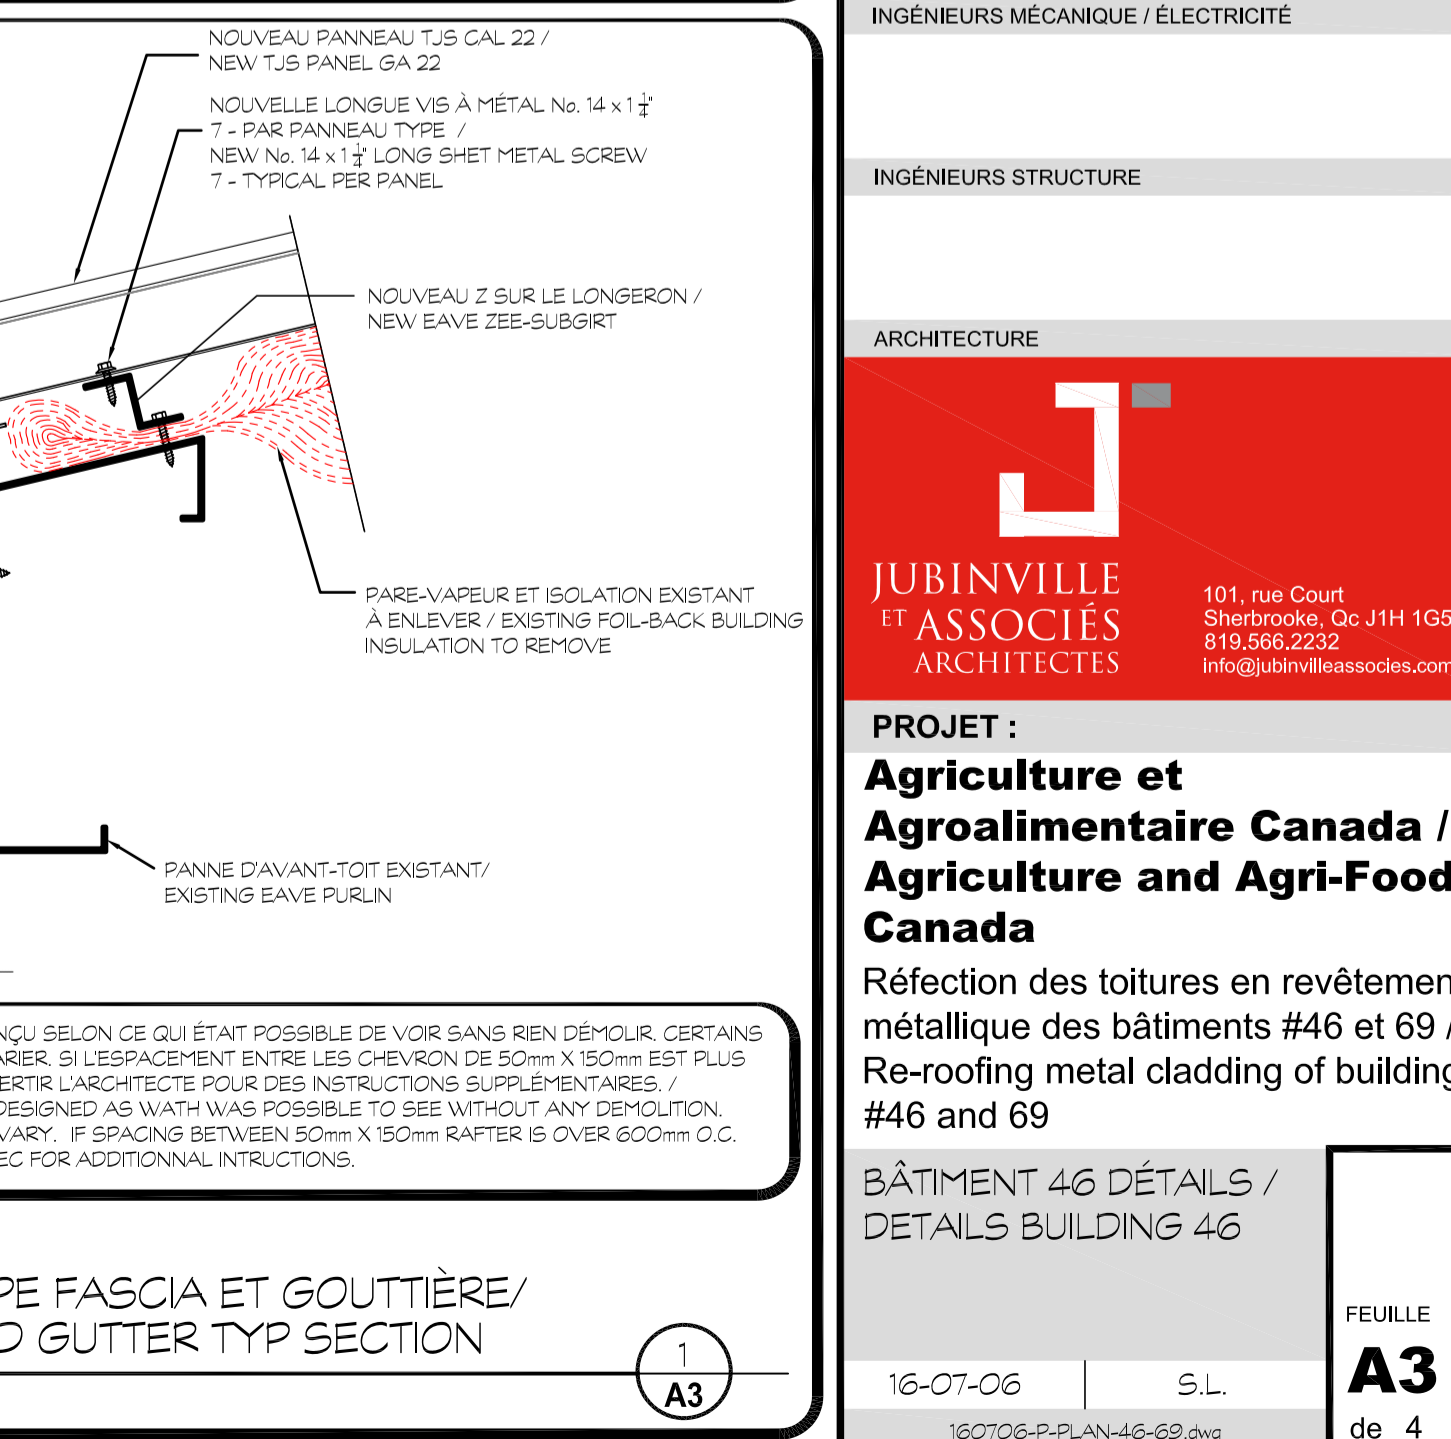 NOUVEAU PANNEAU TJS CAL 22 /
NEW TJS PANEL GA 22
NOUVELLE LONGUE VIS À MÉTAL No. 14 x 1 1/4"
7 - PAR PANNEAU TYPE /
NEW No. 14 x 1 1/4" LONG SHET METAL SCREW
7 - TYPICAL PER PANEL
NOUVEAU Z SUR LE LONGERON /
NEW EAVE ZEE-SUBGIRT
PARE-VAPEUR ET ISOLATION EXISTANT
À ENLEVER / EXISTING FOIL-BACK BUILDING
INSULATION TO REMOVE
PANNE D'AVANT-TOIT EXISTANT/
EXISTING EAVE PURLIN
NÇU SELON CE QUI ÉTAIT POSSIBLE DE VOIR SANS RIEN DÉMOLIR. CERTAINS
ARIER. SI L'ESPACEMENT ENTRE LES CHEVRON DE 50mm X 150mm EST PLUS
ERTIR L'ARCHITECTE POUR DES INSTRUCTIONS SUPPLÉMENTAIRES. /
DESIGNED AS WATH WAS POSSIBLE TO SEE WITHOUT ANY DEMOLITION.
VARY. IF SPACING BETWEEN 50mm X 150mm RAFTER IS OVER 600mm O.C.
EC FOR ADDITIONNAL INTRUCTIONS.
PE FASCIA ET GOUTTIÈRE/
D GUTTER TYP SECTION
1
A3
INGÉNIEURS MÉCANIQUE / ÉLECTRICITÉ
INGÉNIEURS STRUCTURE
ARCHITECTURE
JUBINVILLE
ET ASSOCIÉS
ARCHITECTES
101, rue Court
Sherbrooke, Qc J1H 1G5
819.566.2232
info@jubinvilleassocies.com
PROJET :
Agriculture et
Agroalimentaire Canada /
Agriculture and Agri-Food
Canada
Réfection des toitures en revêtemen
métallique des bâtiments #46 et 69 /
Re-roofing metal cladding of building
#46 and 69
BÂTIMENT 46 DÉTAILS /
DETAILS BUILDING 46
16-07-06
S.L.
160706-P-PLAN-46-69.dwg
FEUILLE
A3
de 4